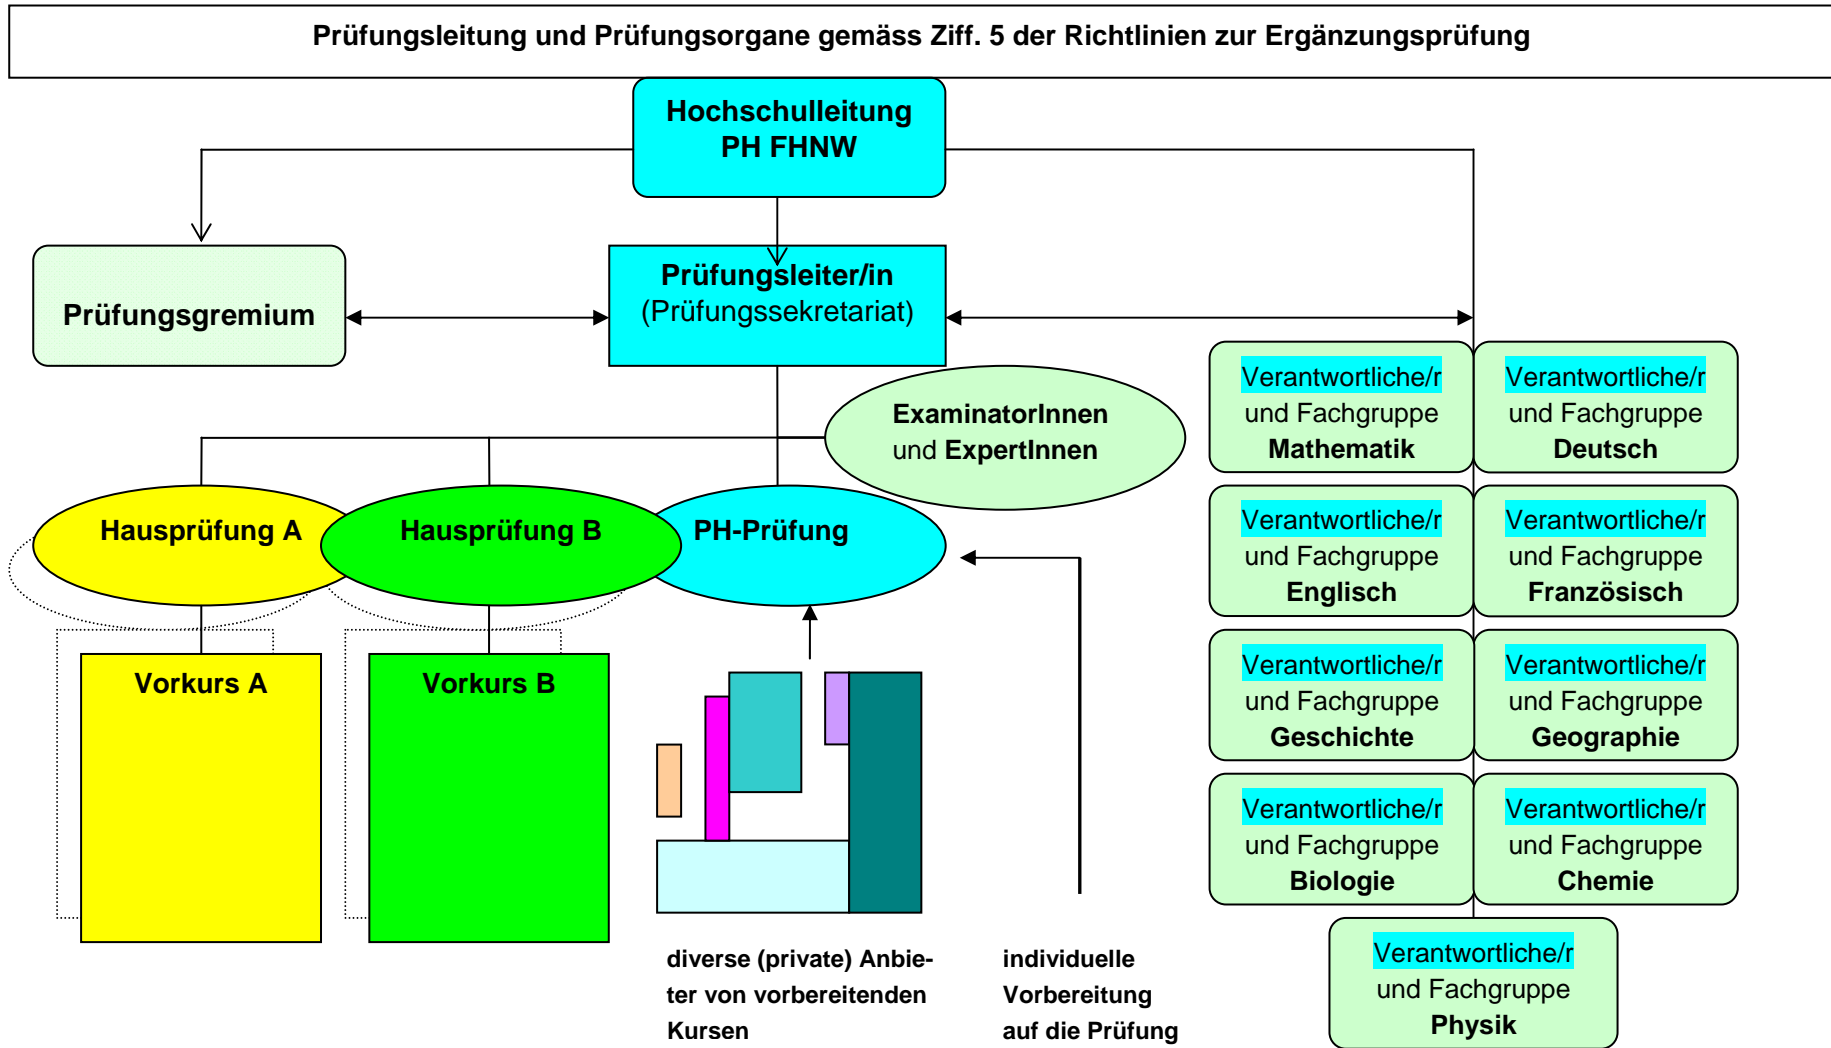 Prüfungsleitung und Prüfungsorgane gemäss Ziff. 5 der Richtlinien zur Ergänzungsprüfung
Hochschulleitung
PH FHNW
Prüfungsgremium
Prüfungsleiter/in
(Prüfungssekretariat)
ExaminatorInnen
und ExpertInnen
Hausprüfung A
Hausprüfung B
PH-Prüfung
Vorkurs A
Vorkurs B
diverse (private) Anbie-
ter von vorbereitenden
Kursen
individuelle
Vorbereitung
auf die Prüfung
Verantwortliche/r
und Fachgruppe
Mathematik
Verantwortliche/r
und Fachgruppe
Deutsch
Verantwortliche/r
und Fachgruppe
Englisch
Verantwortliche/r
und Fachgruppe
Französisch
Verantwortliche/r
und Fachgruppe
Geschichte
Verantwortliche/r
und Fachgruppe
Geographie
Verantwortliche/r
und Fachgruppe
Biologie
Verantwortliche/r
und Fachgruppe
Chemie
Verantwortliche/r
und Fachgruppe
Physik